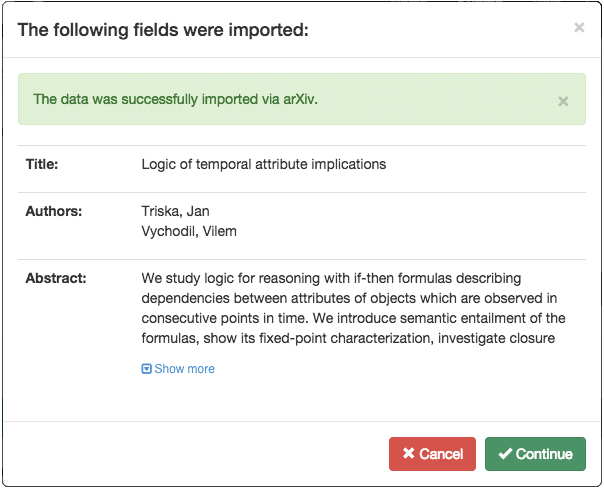 The following fields were imported:
The data was successfully imported via arXiv.
Title: Logic of temporal attribute implications
Authors: Triska, Jan
Vychodil, Vilem
Abstract: We study logic for reasoning with if-then formulas describing
dependencies between attributes of objects which are observed in
consecutive points in time. We introduce semantic entailment of the
formulas, show its fixed-point characterization, investigate closure
Show more
Cancel Continue